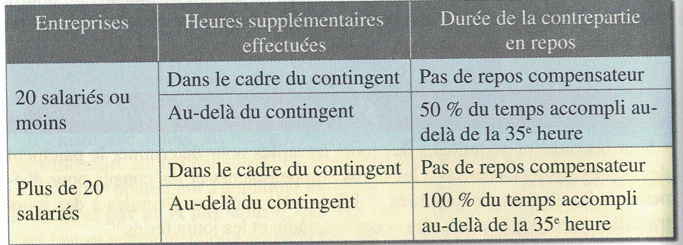 Entreprises
Heures supplémentaires
effectuées
Durée de la contrepartie
en repos
20 salariés ou
moins
Dans le cadre du contingent
Pas de repos compensateur
Au-delà du contingent
50 % du temps accompli au-
delà de la 35e heure
Plus de 20
salariés
Dans le cadre du contingent
Pas de repos compensateur
Au-delà du contingent
100 % du temps accompli
au-delà de la 35e heure